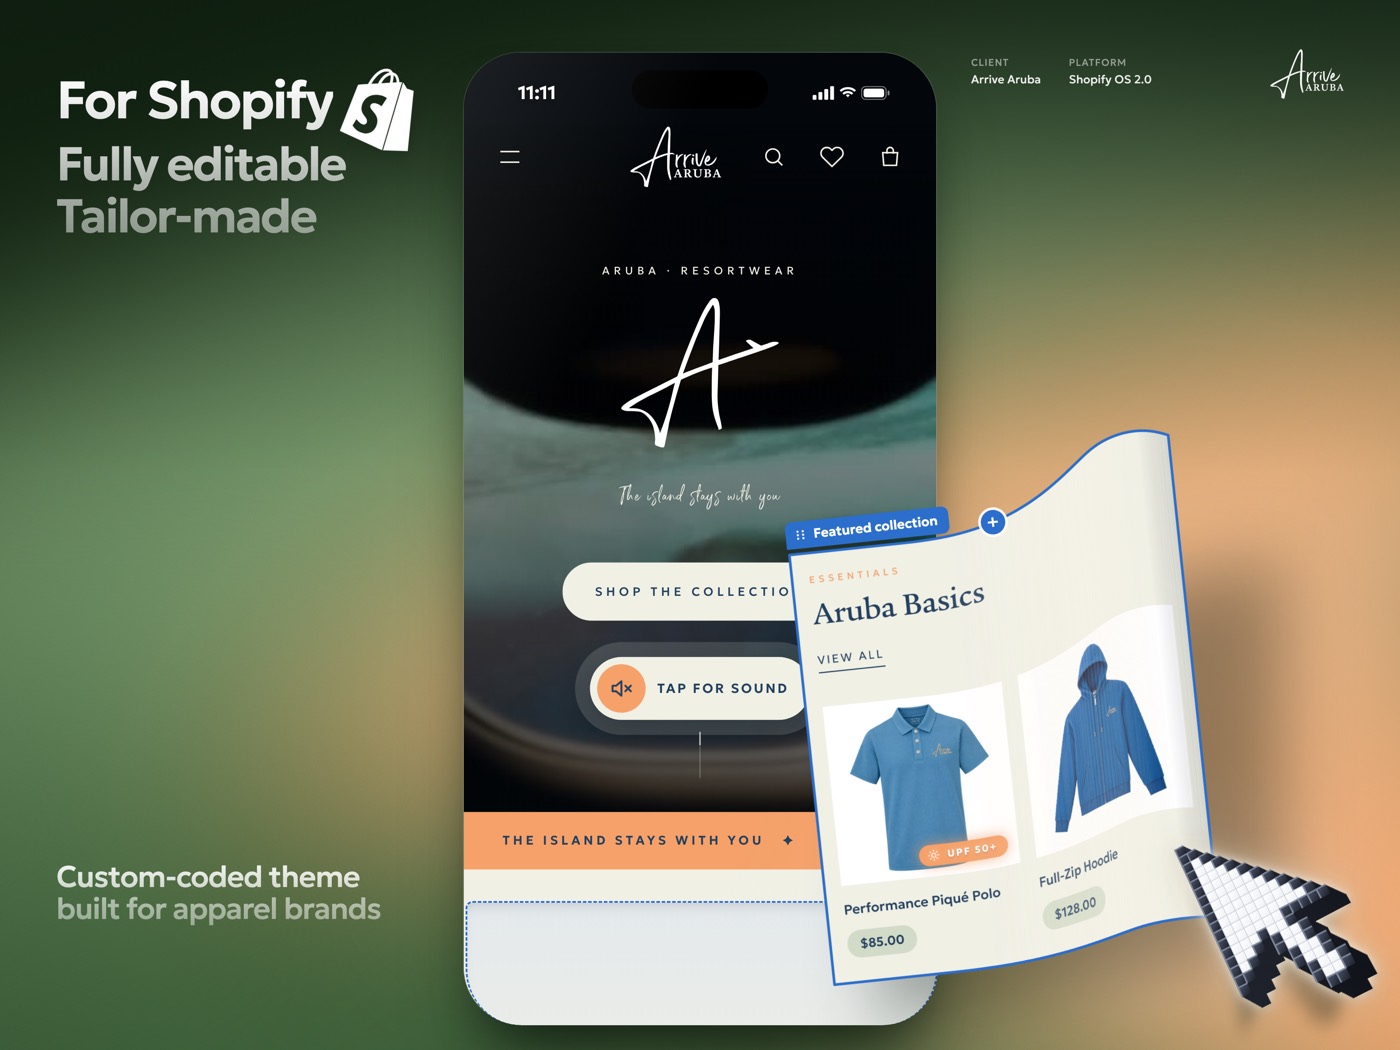 For Shopify
Fully editable
Tailor-made
CLIENT
Arrive Aruba
PLATFORM
Shopify OS 2.0
Arrive
ARUBA
11:11
Arrive
ARUBA
ARUBA · RESORTWEAR
A
The island stays with you
SHOP THE COLLECTIO
TAP FOR SOUND
THE ISLAND STAYS WITH YOU
Featured collection
ESSENTIALS
Aruba Basics
VIEW ALL
UPF 50+
Performance Piqué Polo
$85.00
Full-Zip Hoodie
$128.00
Custom-coded theme
built for apparel brands